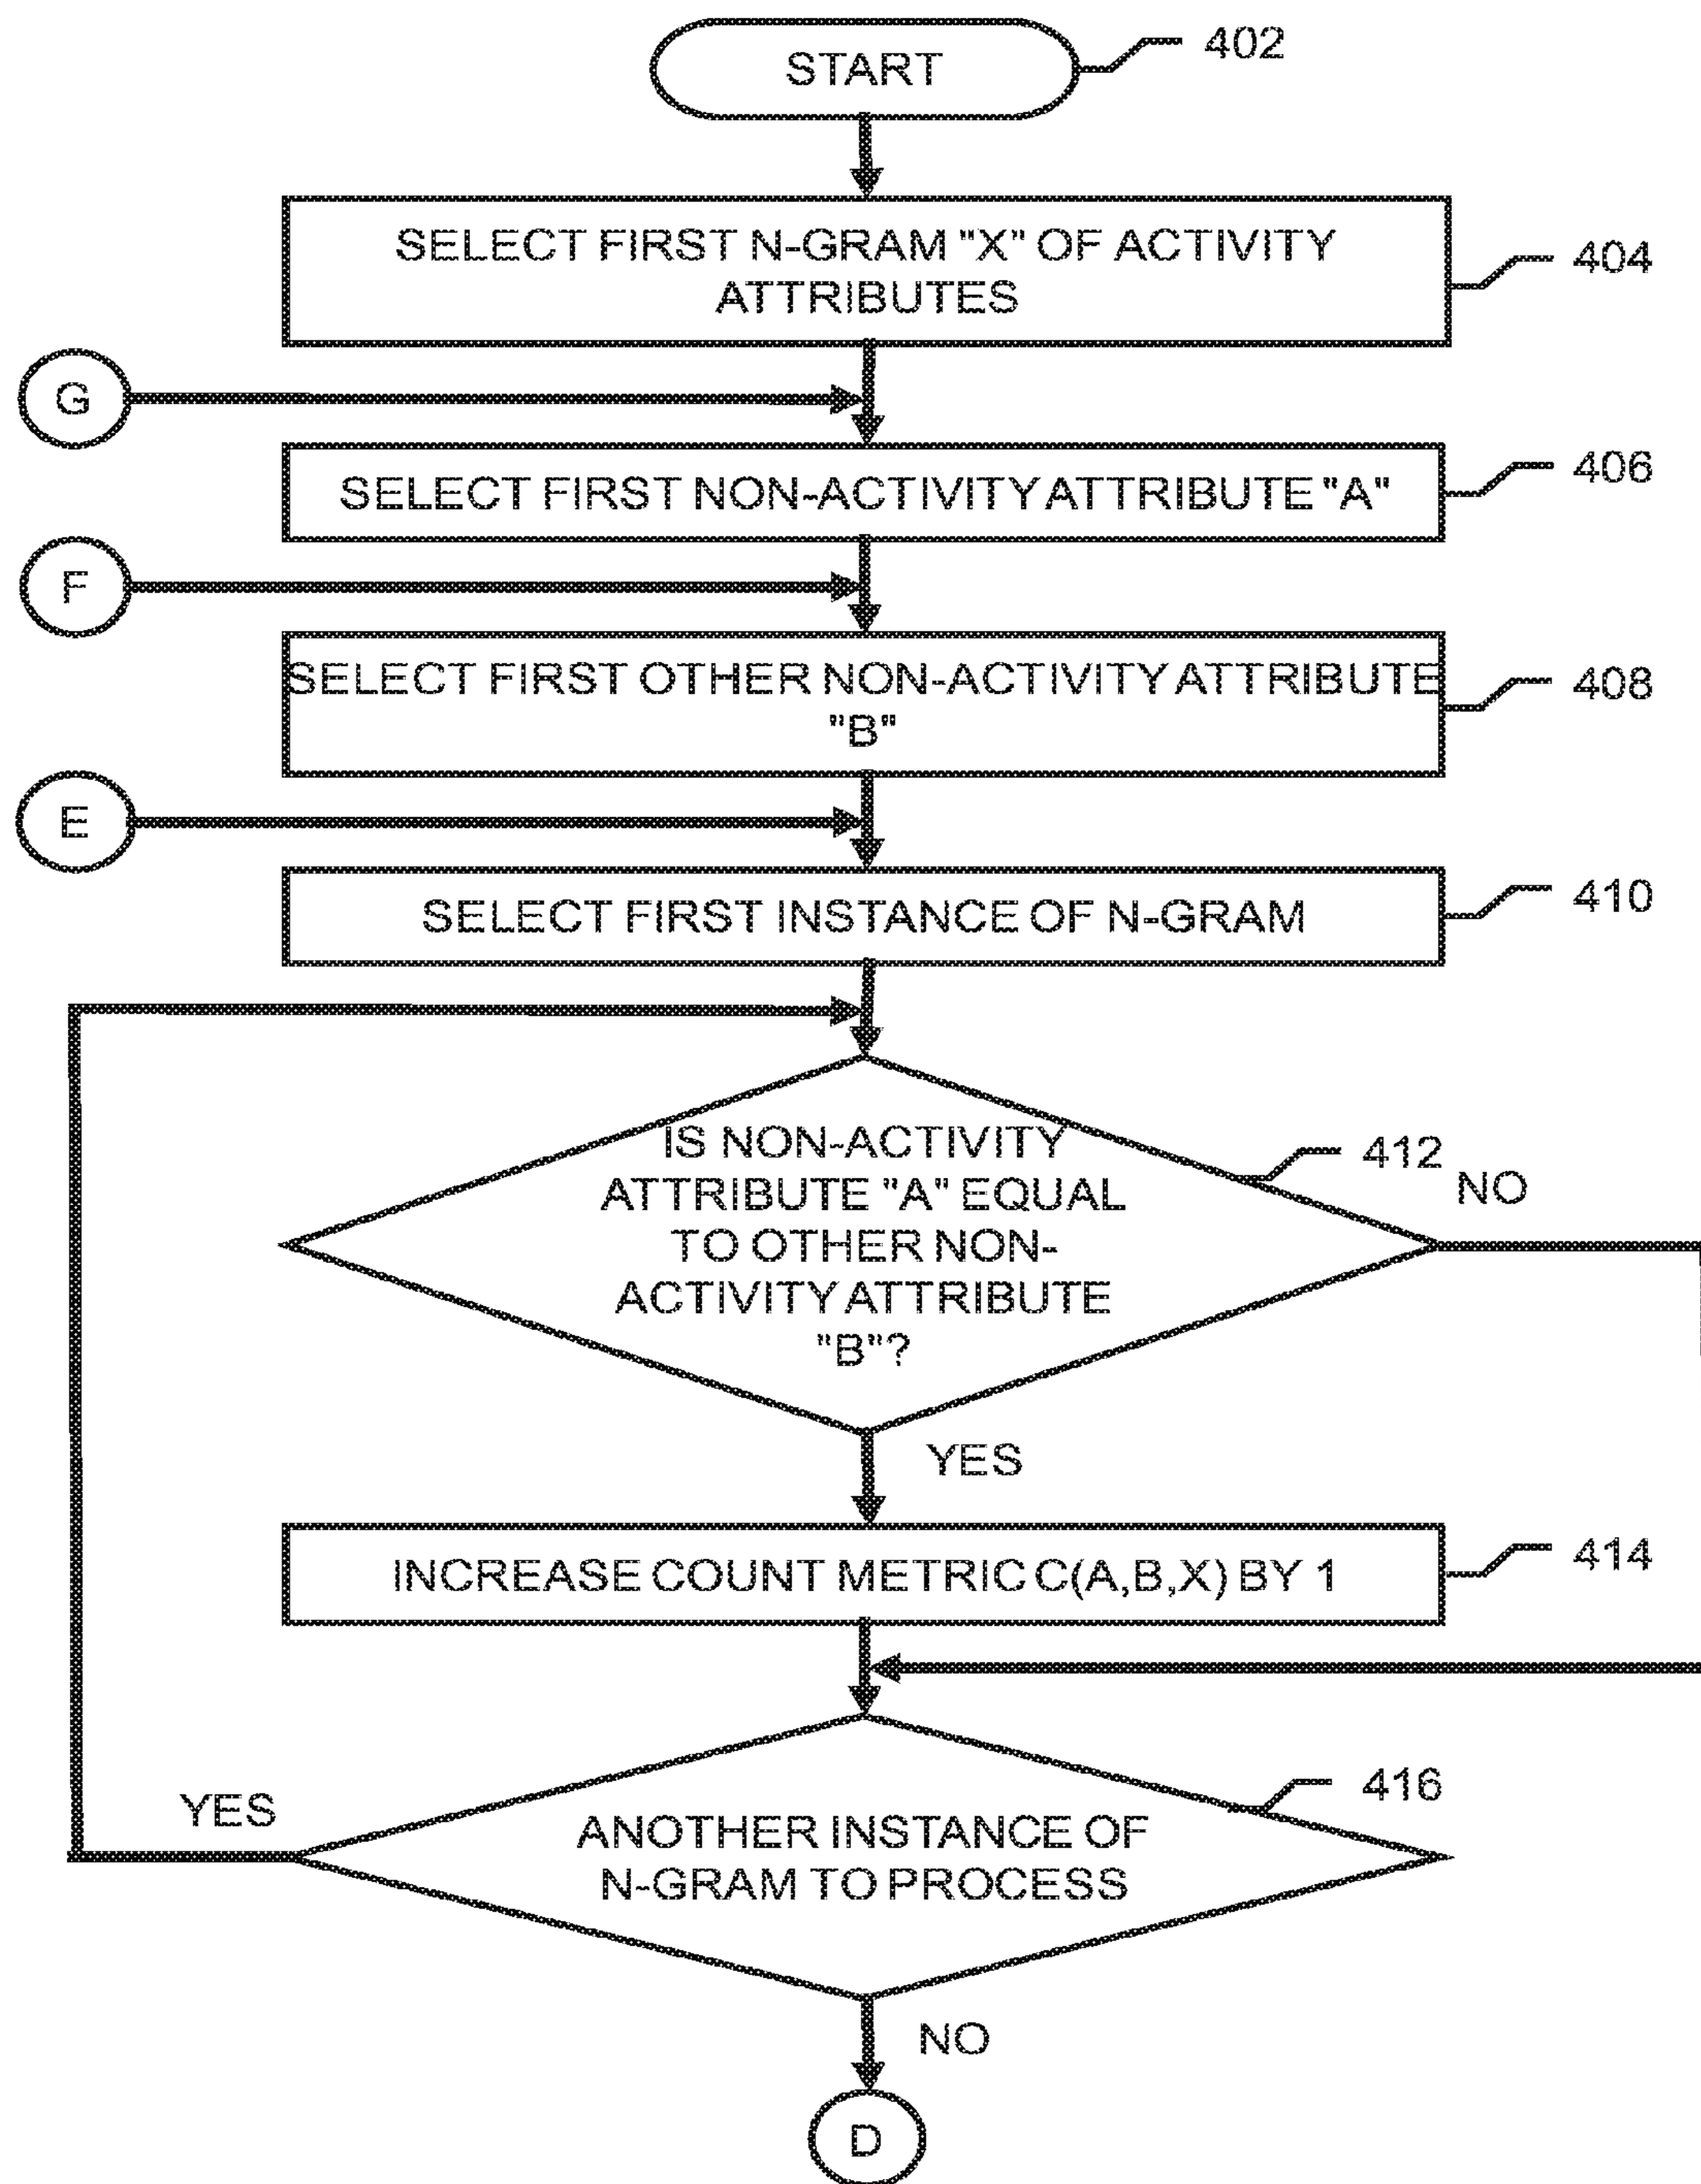 START
402
SELECT FIRST N-GRAM "X" OF ACTIVITY
ATTRIBUTES
404
G
SELECT FIRST NON-ACTIVITY ATTRIBUTE "A"
406
F
SELECT FIRST OTHER NON-ACTIVITY ATTRIBUTE
"B"
408
E
SELECT FIRST INSTANCE OF N-GRAM
410
IS NON-ACTIVITY
ATTRIBUTE "A" EQUAL
TO OTHER NON-
ACTIVITY ATTRIBUTE
"B"?
412
NO
YES
INCREASE COUNT METRIC C(A,B,X) BY 1
414
YES
ANOTHER INSTANCE OF
N-GRAM TO PROCESS
416
NO
D